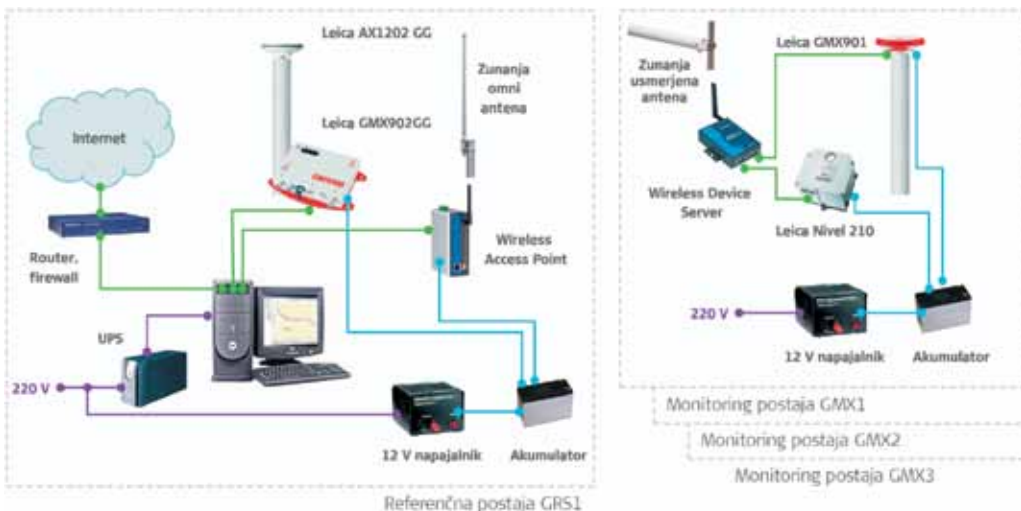 Leica AX1202 GG
Zunanja
omni
antena
Leica GMX902GG
Internet
Router,
firewall
Wireless
Access Point
UPS
220 V
12 V napajalnik
Akumulator
Referenčna postaja GRS1
Zunanja
usmerjena
antena
Leica GMX901
Wireless Device
Server
Leica Nivel 210
220 V
12 V napajalnik
Akumulator
Monitoring postaja GMX1
Monitoring postaja GMX2
Monitoring postaja GMX3